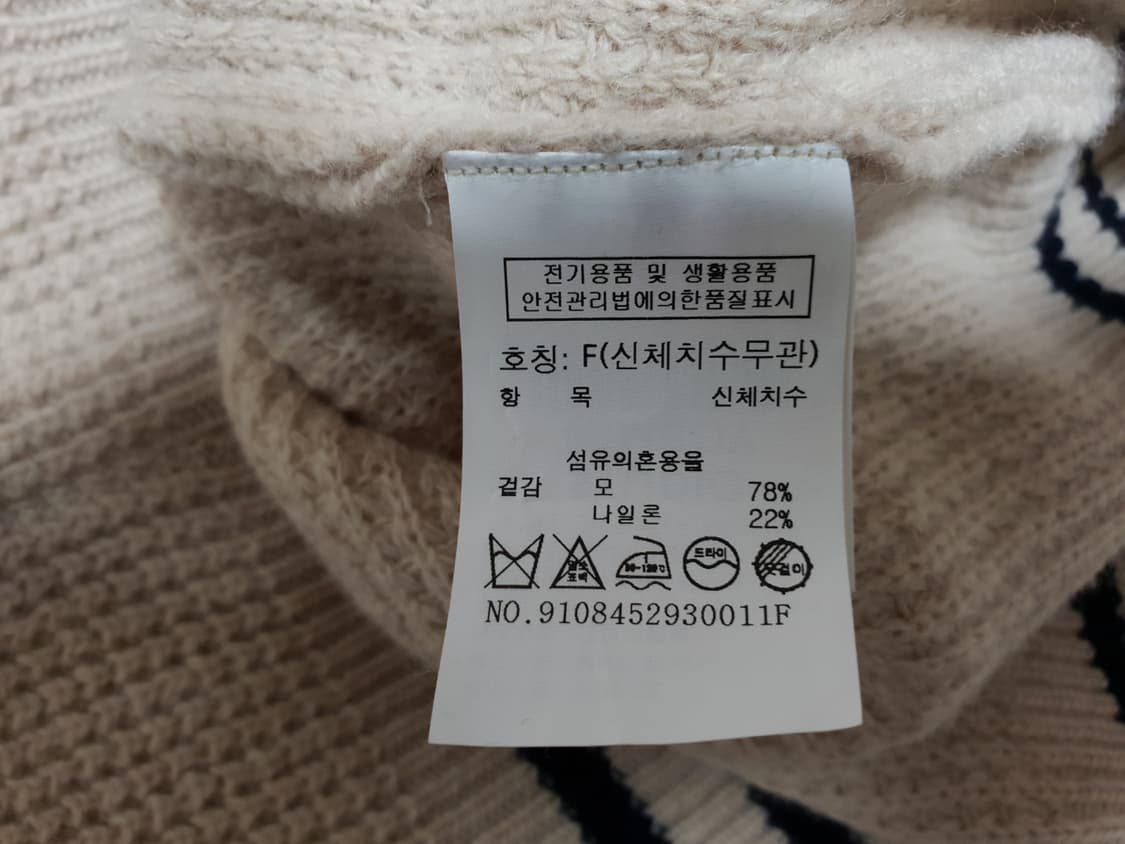 전기용품 및 생활용품
안전관리법에의한품질표시
호칭: F(신체치수무관)
항 목 신체치수
섬유의혼용율
겉감 모 78%
나일론 22%
드라이
NO.9108452930011F